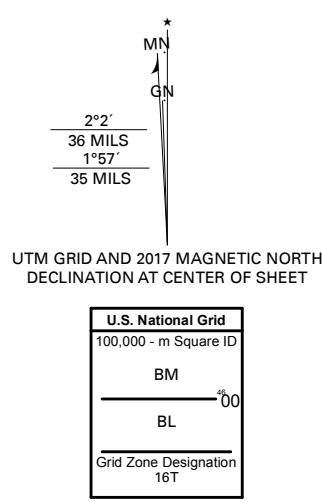 MN
GN
2°2´
36 MILS
1°57´
35 MILS
UTM GRID AND 2017 MAGNETIC NORTH
DECLINATION AT CENTER OF SHEET
U.S. National Grid
100,000 - m Square ID
BM
46 00
BL
Grid Zone Designation
16T